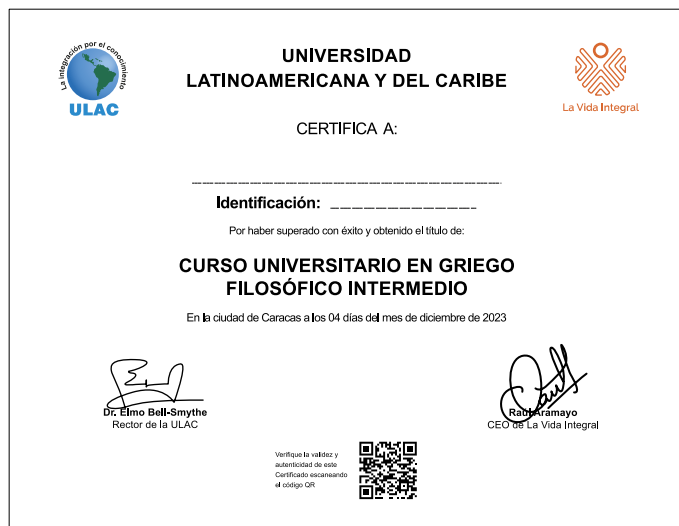 La integración por el conocimiento
ULAC
UNIVERSIDAD
LATINOAMERICANA Y DEL CARIBE
La Vida Integral
CERTIFICA A:
Identificación:
Por haber superado con éxito y obtenido el título de:
CURSO UNIVERSITARIO EN GRIEGO
FILOSÓFICO INTERMEDIO
En la ciudad de Caracas a los 04 días del mes de diciembre de 2023
Dr. Elmo Bell-Smythe
Rector de la ULAC
Raúl Aramayo
CEO de La Vida Integral
Verifique la validez y
autenticidad de este
Certificado escaneando
el código QR